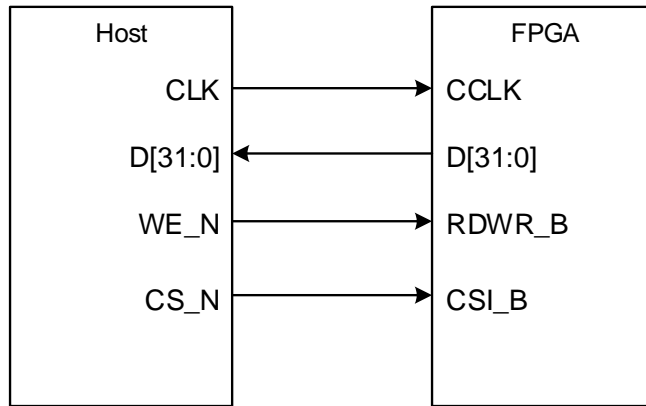 Host FPGA
CLK CCLK
D[31:0] D[31:0]
WE_N RDWR_B
CS_N CSI_B